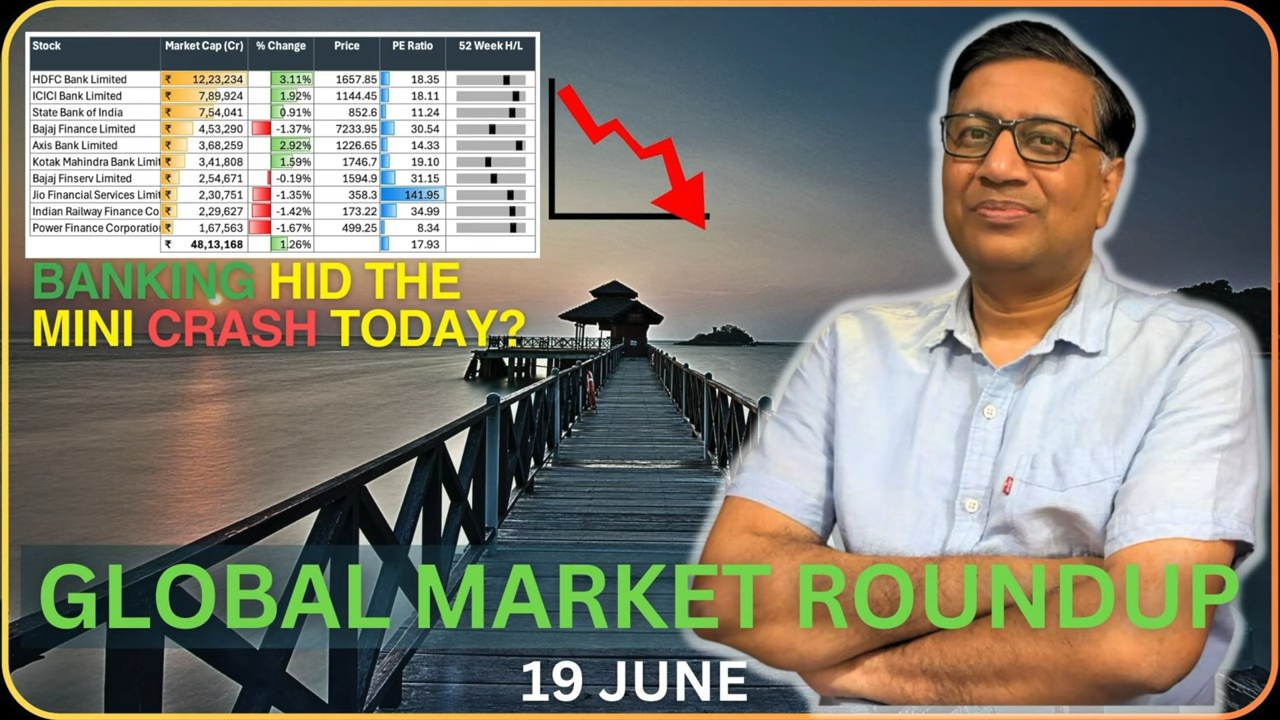 Stock Market Cap (Cr) % Change Price PE Ratio 52 Week H/L
HDFC Bank Limited ₹ 12,23,234 3.11% 1657.85 18.35
ICICI Bank Limited ₹ 7,89,924 1.92% 1144.45 18.11
State Bank of India ₹ 7,54,041 0.91% 852.6 11.24
Bajaj Finance Limited ₹ 4,53,290 -1.37% 7233.95 30.54
Axis Bank Limited ₹ 3,68,259 2.92% 1226.65 14.33
Kotak Mahindra Bank Limit ₹ 3,41,808 1.59% 1746.7 19.10
Bajaj Finserv Limited ₹ 2,54,671 -0.19% 1594.9 31.15
Jio Financial Services Limit ₹ 2,30,751 -1.35% 358.3 141.95
Indian Railway Finance Co ₹ 2,29,627 -1.42% 173.22 34.99
Power Finance Corporatio ₹ 1,67,563 -1.67% 499.25 8.34
₹ 48,13,168 1.26% 17.93
BANKING HID THE
MINI CRASH TODAY?
GLOBAL MARKET ROUNDUP
19 JUNE